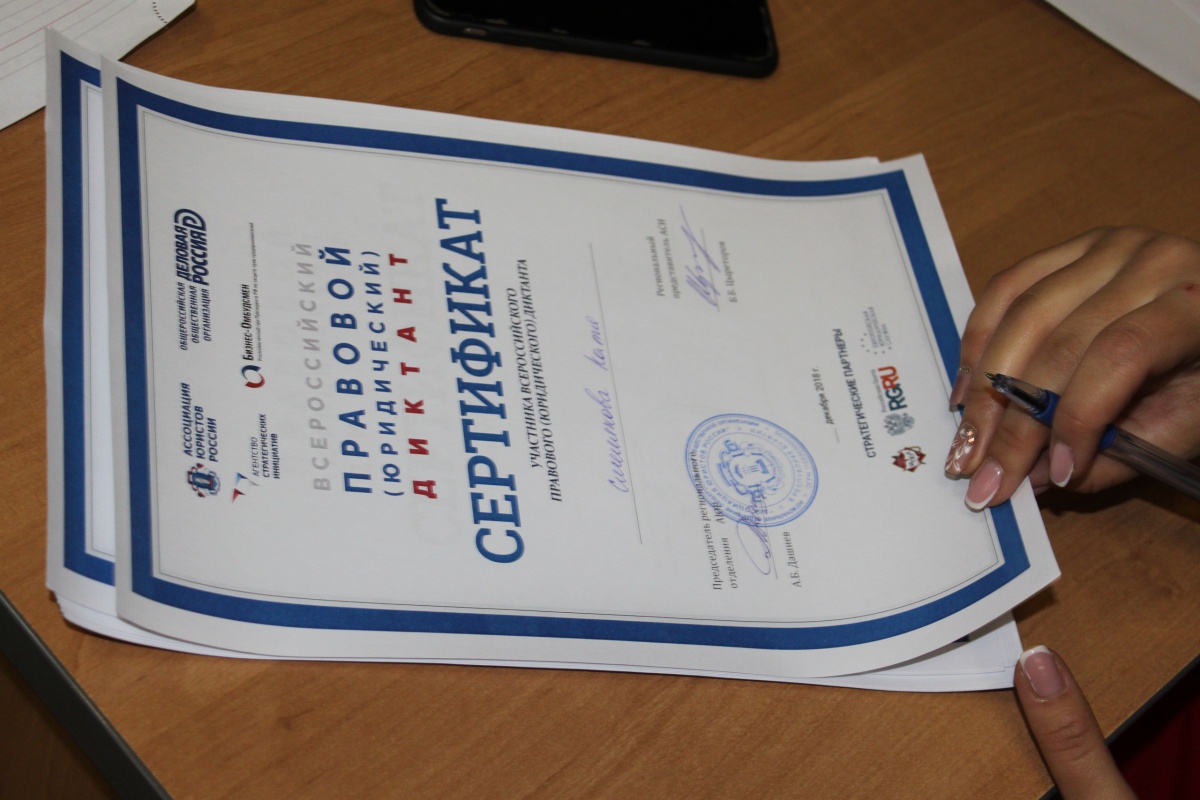 АССОЦИАЦИЯ
ЮРИСТОВ
РОССИИ
ОБЩЕРОССИЙСКАЯ
ОБЩЕСТВЕННАЯ
ОРГАНИЗАЦИЯ
ДЕЛОВАЯ
РОССИЯ
АГЕНТСТВО
СТРАТЕГИЧЕСКИХ
ИНИЦИАТИВ
Бизнес-Омбудсмен
ВСЕРОССИЙСКИЙ
ПРАВОВОЙ
(ЮРИДИЧЕСКИЙ)
ДИКТАНТ
СЕРТИФИКАТ
УЧАСТНИКА ВСЕРОССИЙСКОГО
ПРАВОВОГО (ЮРИДИЧЕСКОГО) ДИКТАНТА
Председатель регионального
отделения АЮР
А.Б. Дашиев
Региональный
представитель АСИ
декабря 2018 г.
СТРАТЕГИЧЕСКИЕ ПАРТНЕРЫ
RGRU